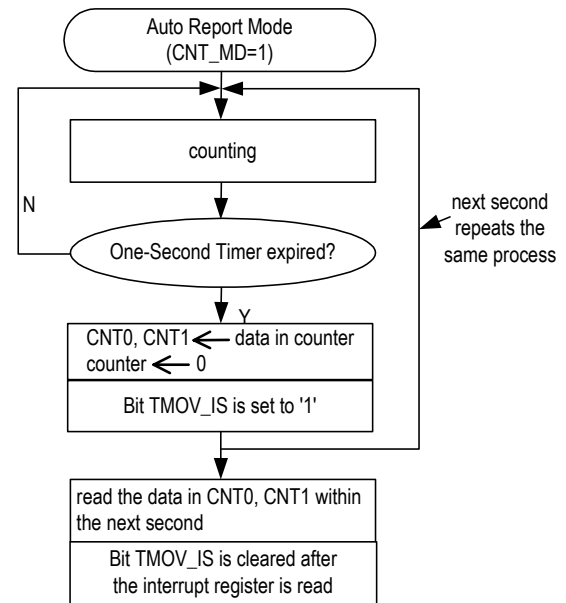 Auto Report Mode
(CNT_MD=1)
counting
N
next second
repeats the
same process
One-Second Timer expired?
Y
CNT0, CNT1 ← data in counter
counter ← 0
Bit TMOV_IS is set to '1'
read the data in CNT0, CNT1 within
the next second
Bit TMOV_IS is cleared after
the interrupt register is read